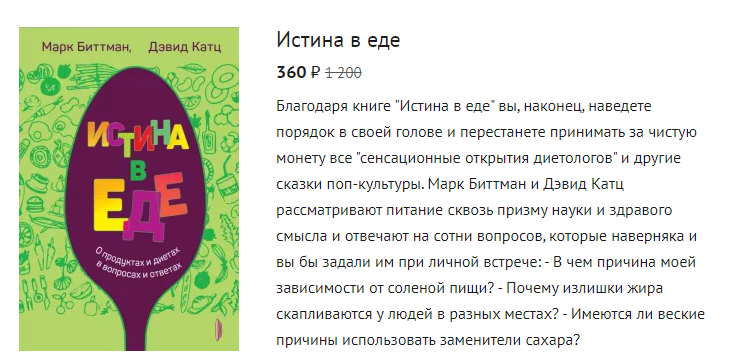 Марк Биттман, Дэвид Катц
ИСТИНА
В
ЕДЕ
О продуктах и диетах
в вопросах и ответах
Истина в еде
360 ₽ 1 200
Благодаря книге "Истина в еде" вы, наконец, наведете
порядок в своей голове и перестанете принимать за чистую
монету все "сенсационные открытия диетологов" и другие
сказки поп-культуры. Марк Биттман и Дэвид Катц
рассматривают питание сквозь призму науки и здравого
смысла и отвечают на сотни вопросов, которые наверняка и
вы бы задали им при личной встрече: - В чем причина моей
зависимости от соленой пищи? - Почему излишки жира
скапливаются у людей в разных местах? - Имеются ли веские
причины использовать заменители сахара?